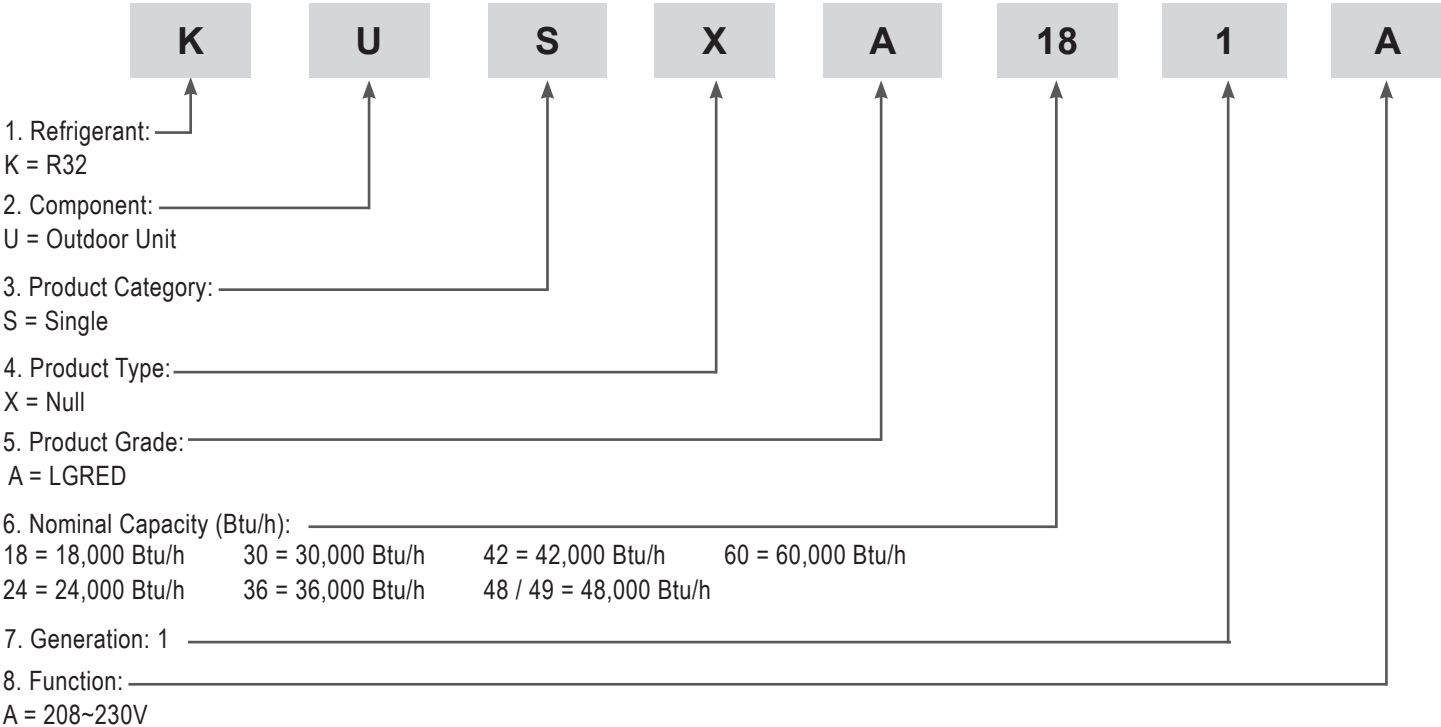 K U S X A 18 1 A
1. Refrigerant:
K = R32
2. Component:
U = Outdoor Unit
3. Product Category:
S = Single
4. Product Type:
X = Null
5. Product Grade:
A = LGRED
6. Nominal Capacity (Btu/h):
18 = 18,000 Btu/h 30 = 30,000 Btu/h 42 = 42,000 Btu/h 60 = 60,000 Btu/h
24 = 24,000 Btu/h 36 = 36,000 Btu/h 48 / 49 = 48,000 Btu/h
7. Generation: 1
8. Function:
A = 208~230V